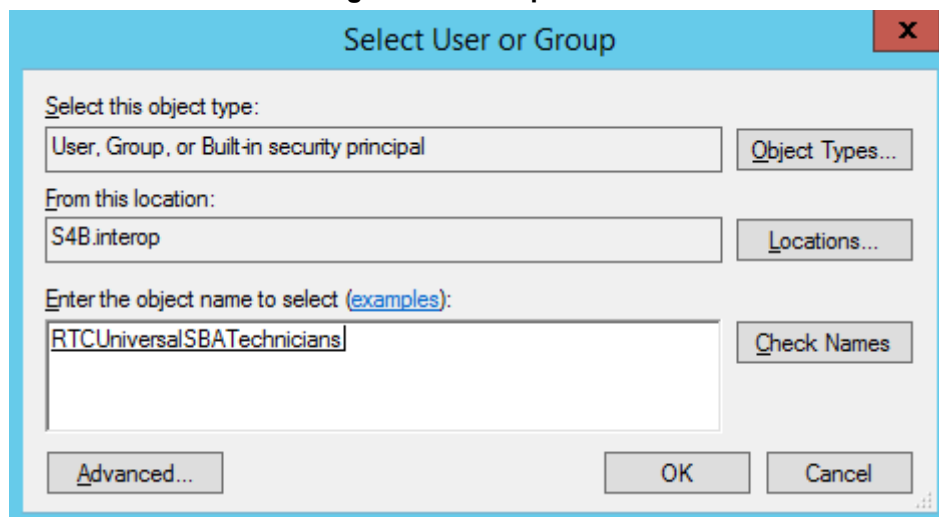 Select User or Group
x
Select this object type:
User, Group, or Built-in security principal
Object Types...
From this location:
S4B.interop
Locations...
Enter the object name to select (examples):
RTCUniversalSBATechnicians
Check Names
Advanced...
OK
Cancel